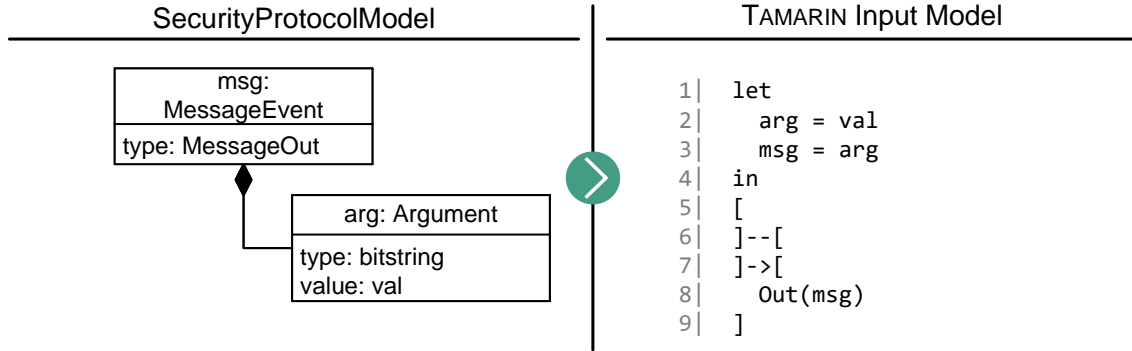 SecurityProtocolModel
msg:
MessageEvent
type: MessageOut
arg: Argument
type: bitstring
value: val
TAMARIN Input Model
1| let
2|   arg = val
3|   msg = arg
4| in
5| [
6| ]--[
7| ]->[
8|   Out(msg)
9| ]